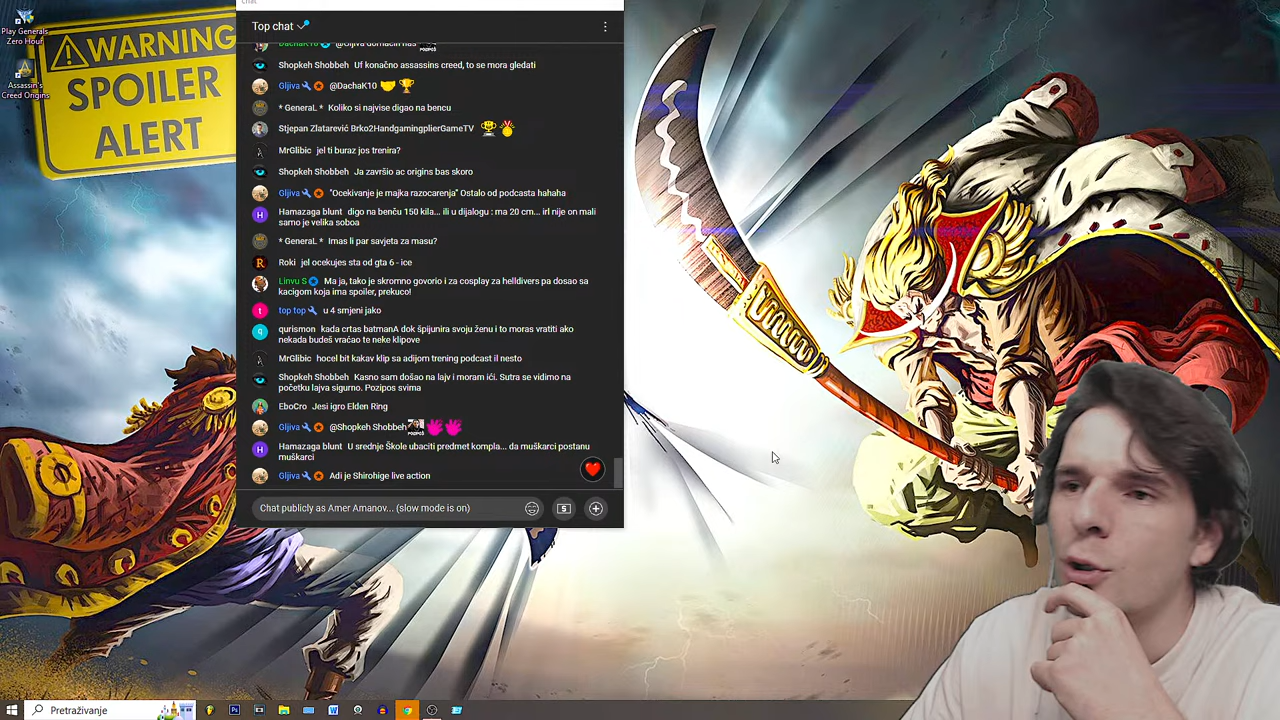 Chat
Play Generals
Zero Hour
Assassin's
Creed Origins
WARNING
SPOILER
ALERT
Top chat
DachaK10 @Gljiva domaćin naš
Shopkeh Shobbeh Uf konačno assassins creed, to se mora gledati
Gljiva @DachaK10
* GeneraL * Koliko si najvise digao na bencu
Stjepan Zlatarević Brko2HandgamingplierGameTV
MrGlibic jel ti buraz jos trenira?
Shopkeh Shobbeh Ja završio ac origins bas skoro
Gljiva "Ocekivanje je majka razocarenja" Ostalo od podcasta hahaha
H Hamazaga blunt digo na benču 150 kila... ili u dijalogu : ma 20 cm... irl nije on mali
samo je velika soboa
* GeneraL * Imas li par savjeta za masu?
R Roki jel ocekujes sta od gta 6 - ice
Linvu S Ma ja, tako je skromno govorio i za cosplay za helldivers pa dosao sa
kacigom koja ima spoiler, prekuco!
t top top u 4 smjeni jako
q qurismon kada crtas batmanA dok špijunira svoju ženu i to moras vratiti ako
nekada budeš vraćao te neke klipove
MrGlibic hocel bit kakav klip sa adijom trening podcast il nesto
Shopkeh Shobbeh Kasno sam došao na lajv i moram ići. Sutra se vidimo na
početku lajva sigurno. Pozipos svima
EboCro Jesi igro Elden Ring
Gljiva @Shopkeh Shobbeh
H Hamazaga blunt U srednje Škole ubaciti predmet kompla... da muškarci postanu
muškarci
Gljiva Adi je Shirohige live action
Chat publicly as Amer Amanov... (slow mode is on)
Pretraživanje